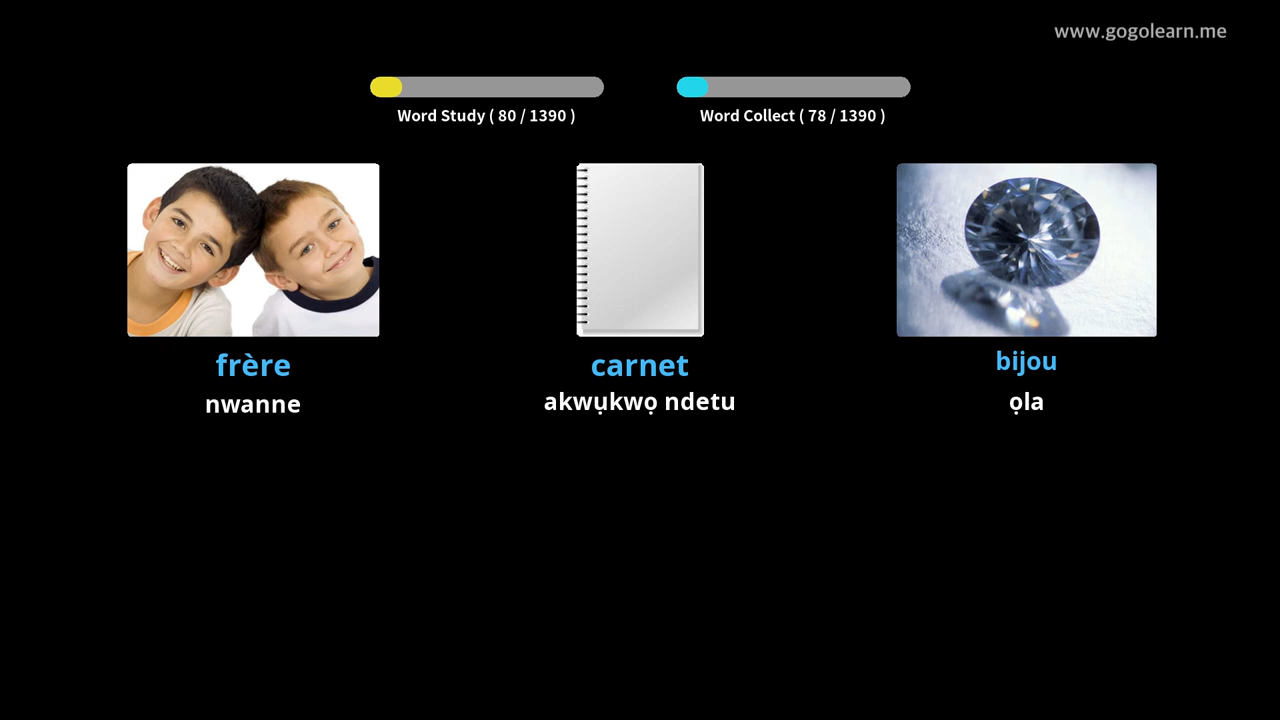 www.gogolearn.me
Word Study ( 80 / 1390 )
Word Collect ( 78 / 1390 )
frère
nwanne
carnet
akwụkwọ ndetu
bijou
ọla